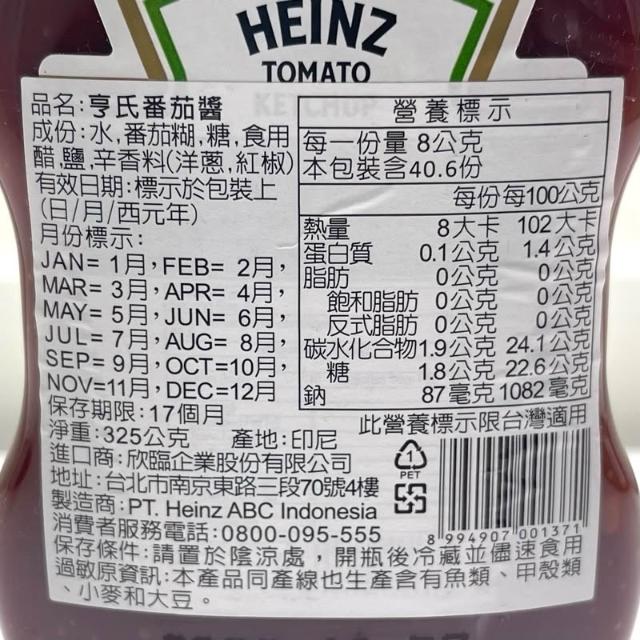 HEINZ
TOMATO
KETCHUP
品名:亨氏番茄醬
成份:水,番茄糊,糖,食用
醋,鹽,辛香料(洋蔥,紅椒)
有效日期:標示於包裝上
(日/月/西元年)
月份標示:
JAN= 1月,FEB= 2月,
MAR= 3月,APR= 4月,
MAY= 5月,JUN= 6月,
JUL= 7月,AUG= 8月,
SEP= 9月,OCT=10月,
NOV=11月,DEC=12月
保存期限:17個月
淨重:325公克 產地:印尼
進口商:欣臨企業股份有限公司
地址:台北市南京東路三段70號4樓
製造商:PT. Heinz ABC Indonesia
消費者服務電話:0800-095-555
保存條件:請置於陰涼處,開瓶後冷藏並儘速食用
過敏原資訊:本產品同產線也生產含有魚類、甲殼類
、小麥和大豆。
營養標示
每一份量 8公克
本包裝含40.6份
每份 每100公克
熱量 8大卡 102大卡
蛋白質 0.1公克 1.4公克
脂肪 0公克 0公克
飽和脂肪 0公克 0公克
反式脂肪 0公克 0公克
碳水化合物 1.9公克 24.1公克
糖 1.8公克 22.6公克
鈉 87毫克 1082毫克
此營養標示限台灣適用
1
PET
8 994907 001371